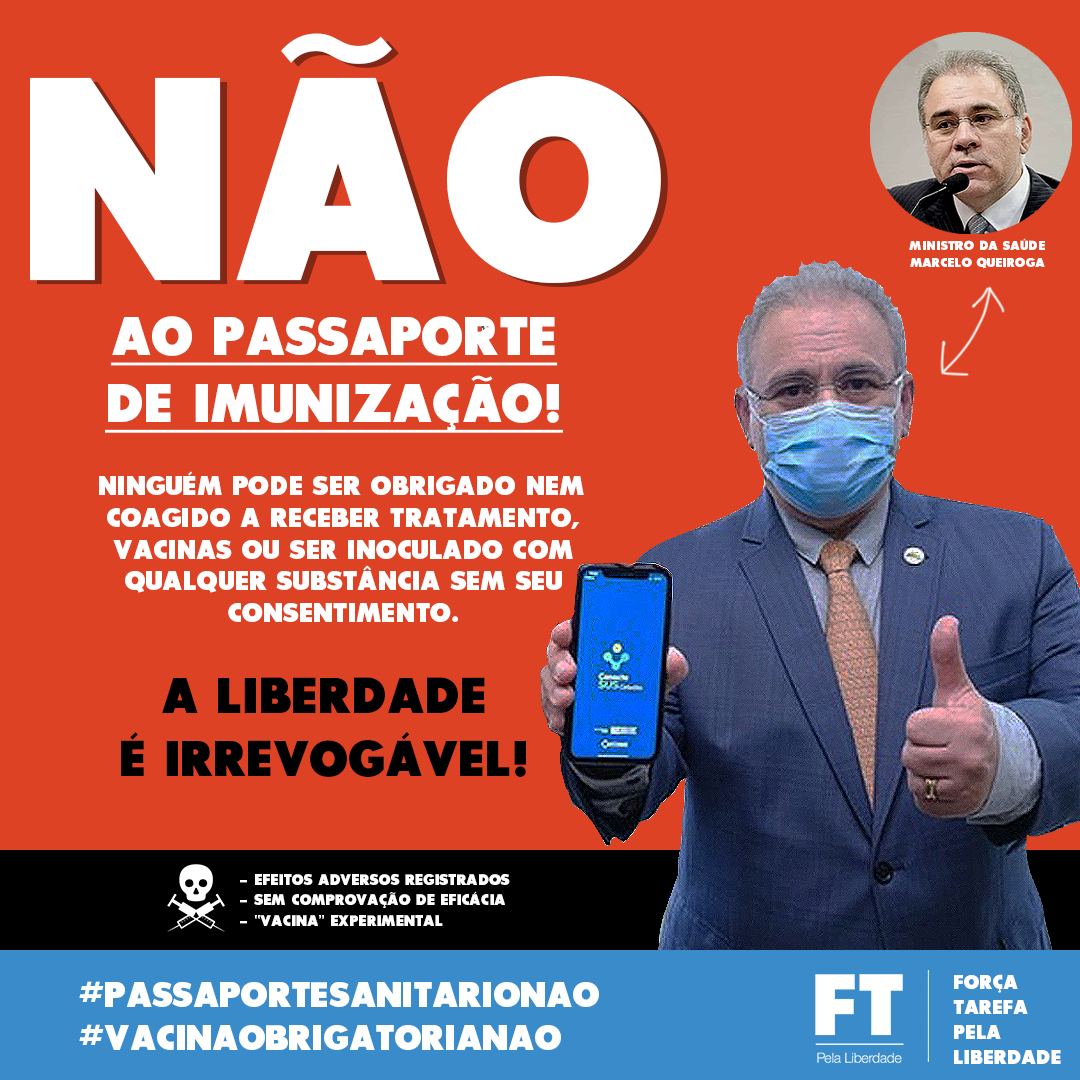 NÃO
MINISTRO DA SAÚDE
MARCELO QUEIROGA
AO PASSAPORTE
DE IMUNIZAÇÃO!
NINGUÉM PODE SER OBRIGADO NEM
COAGIDO A RECEBER TRATAMENTO,
VACINAS OU SER INOCULADO COM
QUALQUER SUBSTÂNCIA SEM SEU
CONSENTIMENTO.
Conecte
SUS
A LIBERDADE
É IRREVOGÁVEL!
- EFEITOS ADVERSOS REGISTRADOS
- SEM COMPROVAÇÃO DE EFICÁCIA
- "VACINA" EXPERIMENTAL
#PASSAPORTESANITARIONAO
#VACINAOBRIGATORIANAO
FT
Pela Liberdade
FORÇA
TAREFA
PELA
LIBERDADE